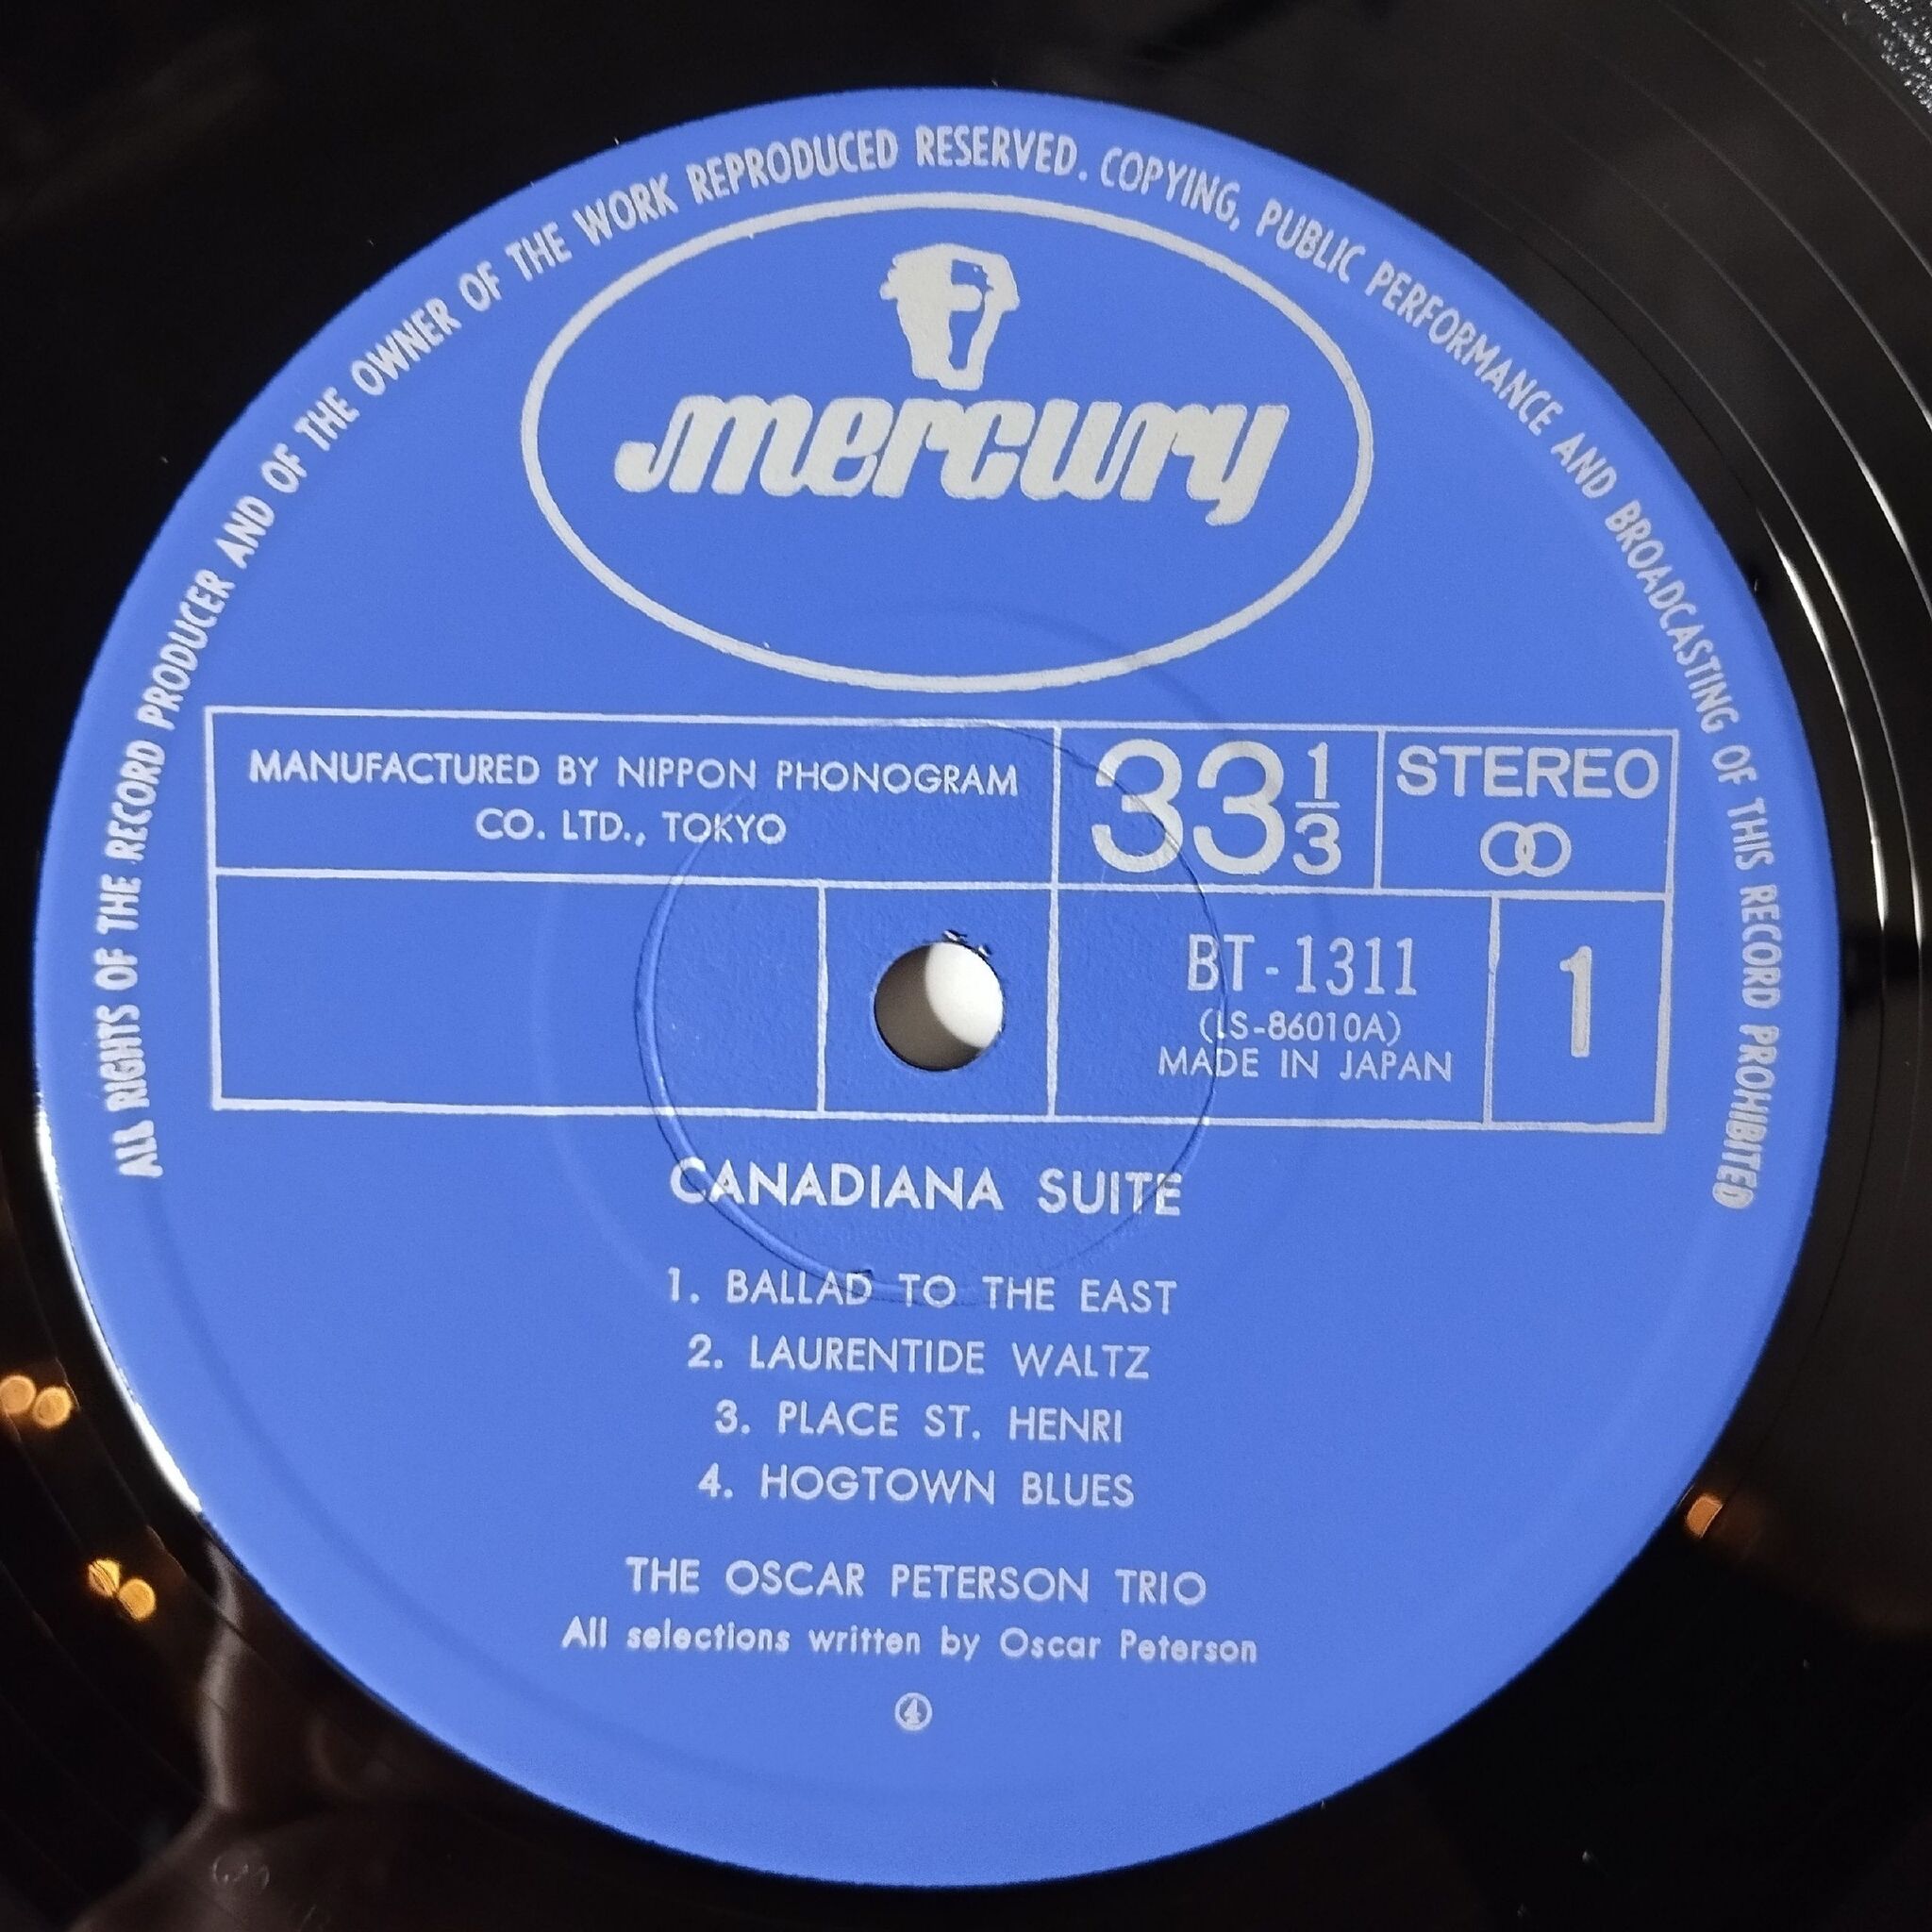 ALL RIGHTS OF THE RECORD PRODUCER AND OF THE OWNER OF THE WORK REPRODUCED RESERVED. COPYING, PUBLIC PERFORMANCE AND BROADCASTING OF THIS RECORD PROHIBITED
mercury
MANUFACTURED BY NIPPON PHONOGRAM
CO. LTD., TOKYO
33 1/3
STEREO
BT-1311
(LS-86010A)
MADE IN JAPAN
1
CANADIANA SUITE
1. BALLAD TO THE EAST
2. LAURENTIDE WALTZ
3. PLACE ST. HENRI
4. HOGTOWN BLUES
THE OSCAR PETERSON TRIO
All selections written by Oscar Peterson
④